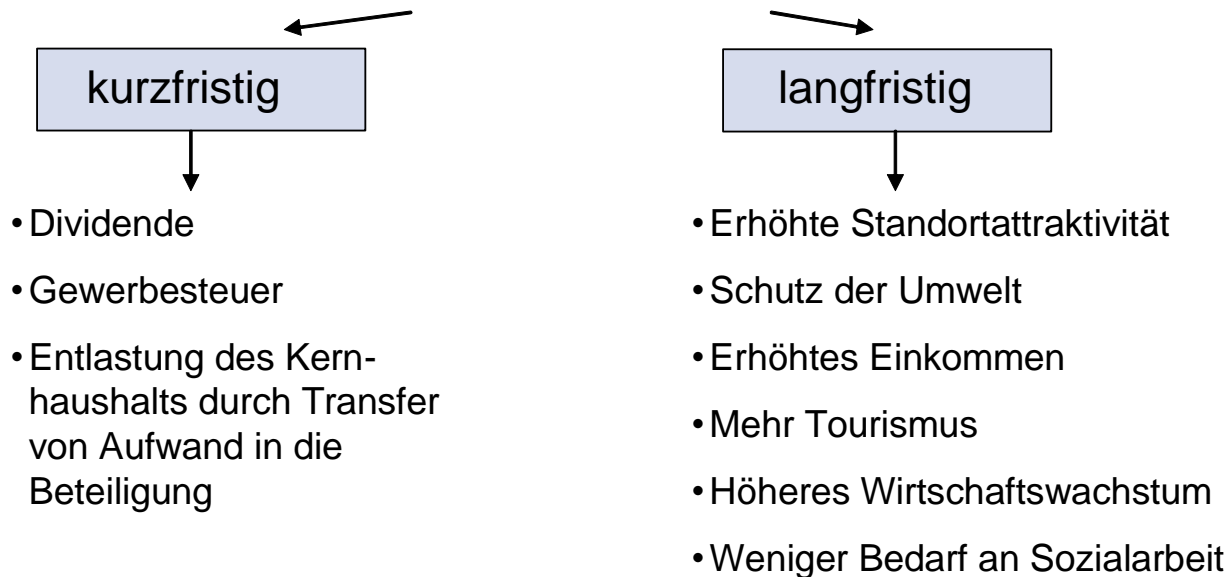 kurzfristig
• Dividende
• Gewerbesteuer
• Entlastung des Kern-
haushalts durch Transfer
von Aufwand in die
Beteiligung
langfristig
• Erhöhte Standortattraktivität
• Schutz der Umwelt
• Erhöhtes Einkommen
• Mehr Tourismus
• Höheres Wirtschaftswachstum
• Weniger Bedarf an Sozialarbeit